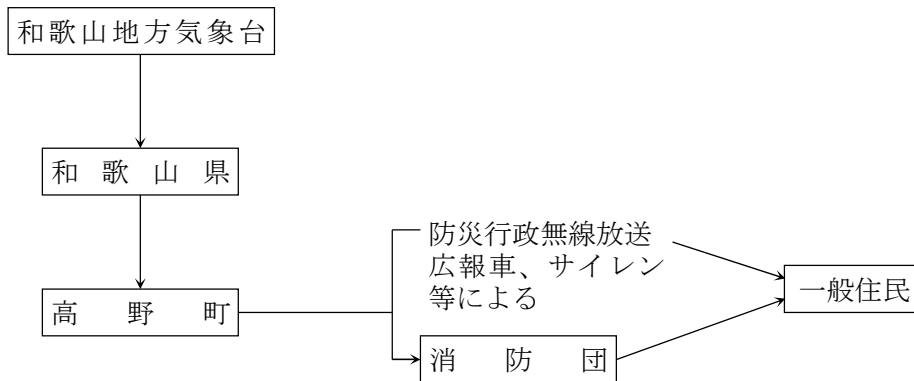 和歌山地方気象台
和歌山県
防災行政無線放送
広報車、サイレン
等による
一般住民
高野町
消防団